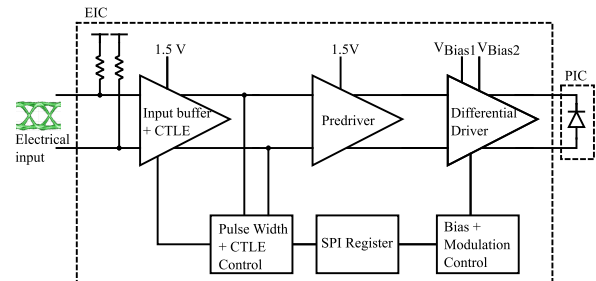 EIC
1.5 V
1.5V
VBias1 VBias2
PIC
Input buffer
+ CTLE
Predriver
Differential
Driver
Electrical
input
Pulse Width
+ CTLE
Control
SPI Register
Bias +
Modulation
Control